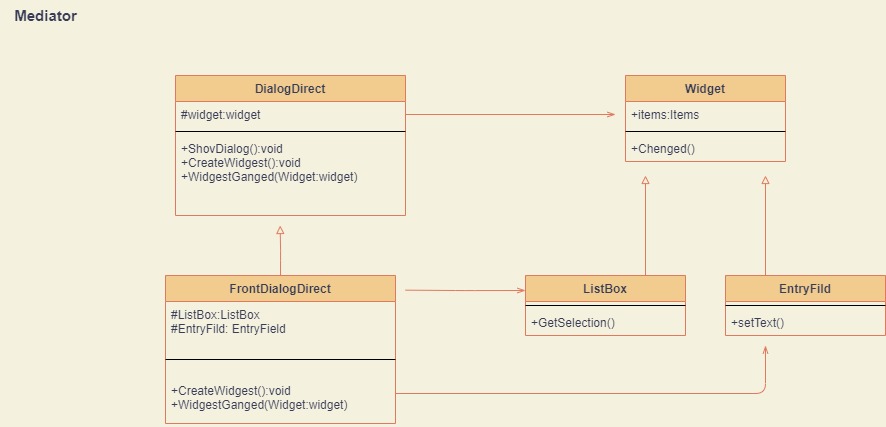 Mediator
DialogDirect
#widget:widget
+ShovDialog():void
+CreateWidgest():void
+WidgestGanged(Widget:widget)
Widget
+items:Items
+Chenged()
FrontDialogDirect
#ListBox:ListBox
#EntryFild: EntryField
+CreateWidgest():void
+WidgestGanged(Widget:widget)
ListBox
+GetSelection()
EntryFild
+setText()